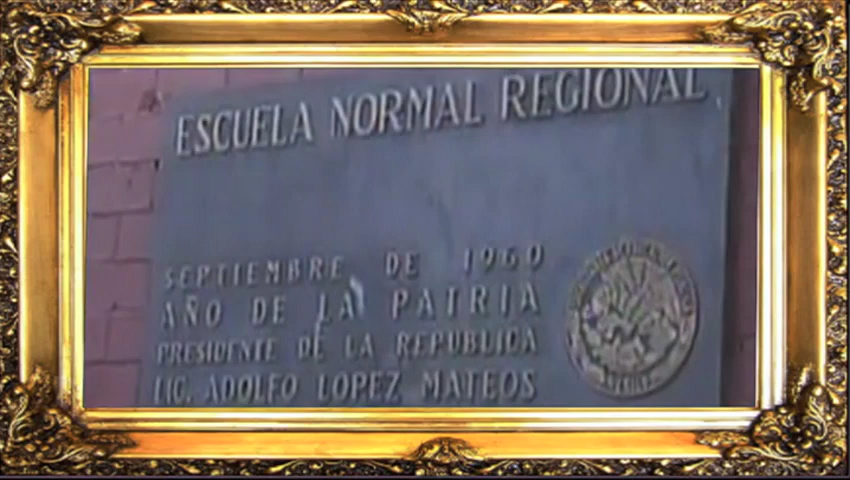 ESCUELA NORMAL REGIONAL
SEPTIEMBRE DE 1960
AÑO DE LA PATRIA
PRESIDENTE DE LA REPUBLICA
LIC. ADOLFO LOPEZ MATEOS